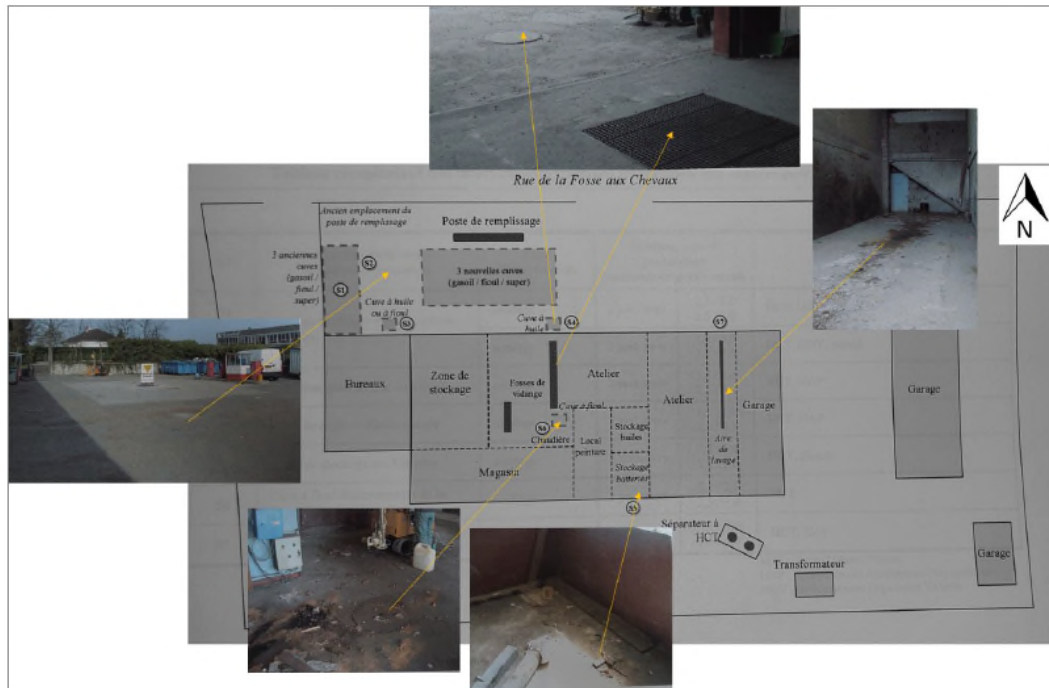 Rue de la Fosse aux Chevaux
N
Ancien emplacement du
poste de remplissage
Poste de remplissage
3 anciennes
cuves
(gasoil /
fioul /
super)
S2
S1
3 nouvelles cuves
(gasoil / fioul / super)
Cuve à huile
ou à fioul
S3
Cuve à
huile
S4
S7
Bureaux
Zone de
stockage
Fosses de
vidange
Atelier
Atelier
Garage
Garage
Cuve à fioul
S6
Chaudière
Local
peinture
Stockage
huiles
Aire
de
lavage
Magasin
Stockage
batteries
S5
Séparateur à
HCT
Transformateur
Garage